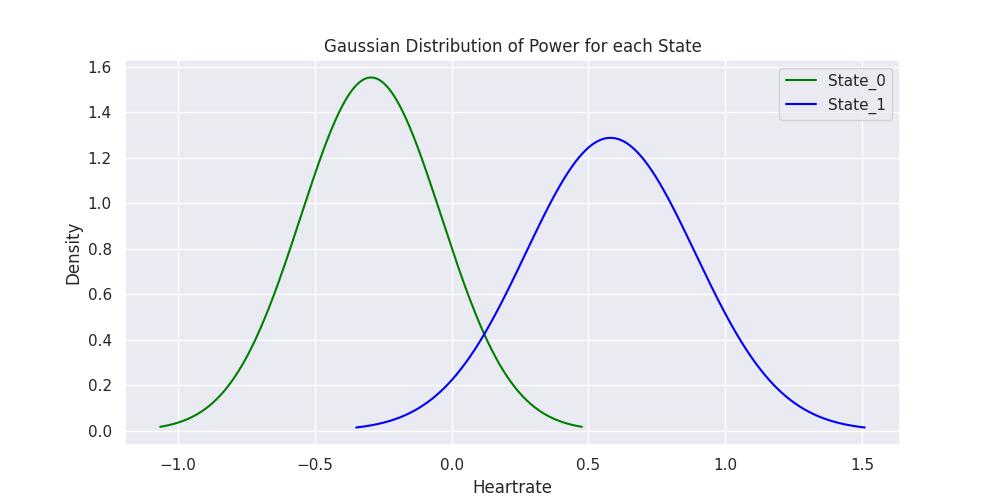 Gaussian Distribution of Power for each State
State_0
State_1
1.6
1.4
1.2
1.0
0.8
0.6
0.4
0.2
0.0
Density
−1.0 −0.5 0.0 0.5 1.0 1.5
Heartrate